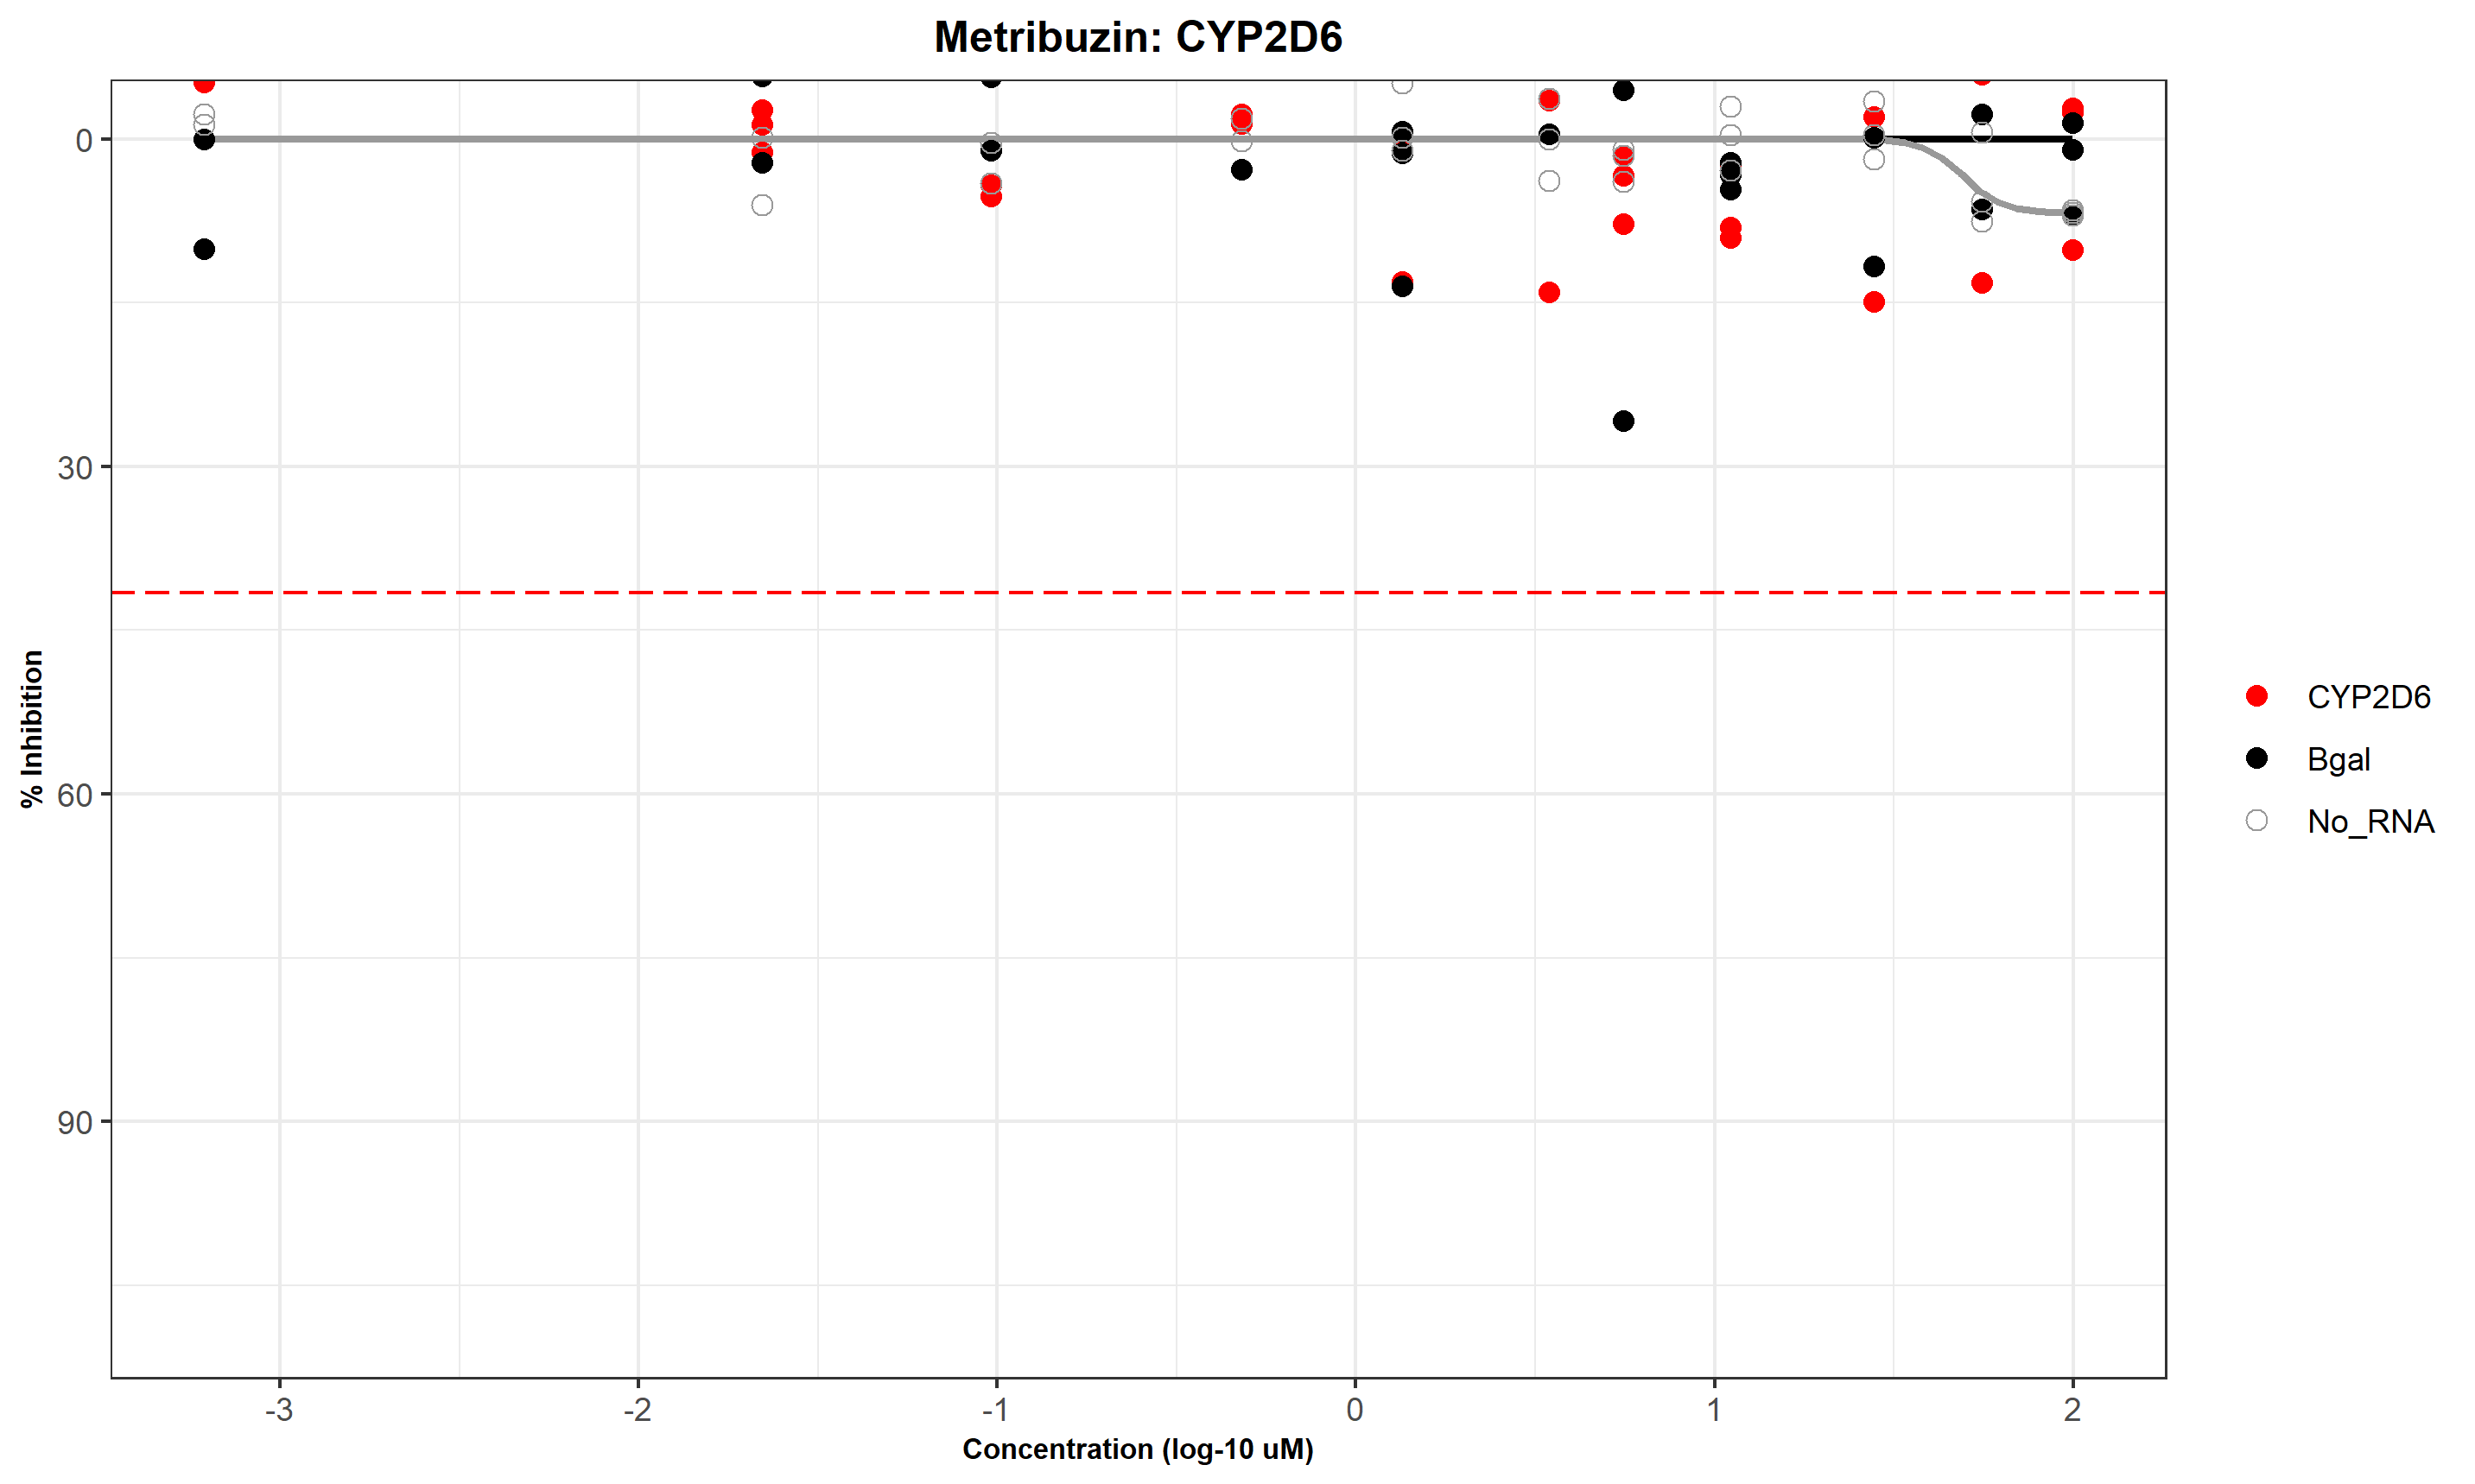 Metribuzin: CYP2D6
% Inhibition
0
30
60
90
-3
-2
-1
0
1
2
Concentration (log-10 uM)
CYP2D6
Bgal
No_RNA